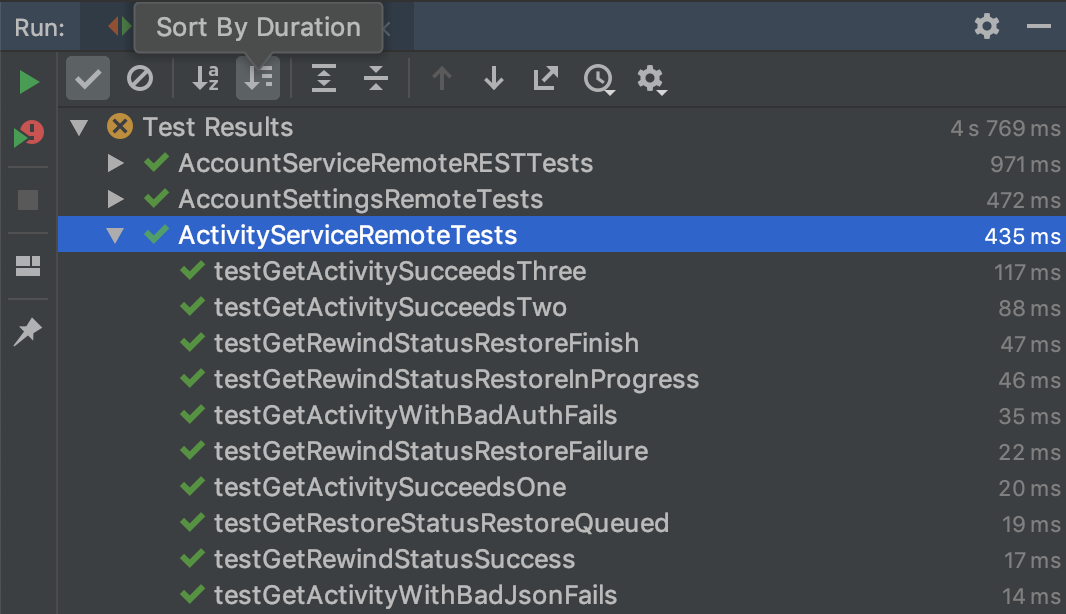 Run:
Sort By Duration
Test Results 4 s 769 ms
AccountServiceRemoteRESTTests 971 ms
AccountSettingsRemoteTests 472 ms
ActivityServiceRemoteTests 435 ms
testGetActivitySucceedsThree 117 ms
testGetActivitySucceedsTwo 88 ms
testGetRewindStatusRestoreFinish 47 ms
testGetRewindStatusRestoreInProgress 46 ms
testGetActivityWithBadAuthFails 35 ms
testGetRewindStatusRestoreFailure 22 ms
testGetActivitySucceedsOne 20 ms
testGetRestoreStatusRestoreQueued 19 ms
testGetRewindStatusSuccess 17 ms
testGetActivityWithBadJsonFails 14 ms